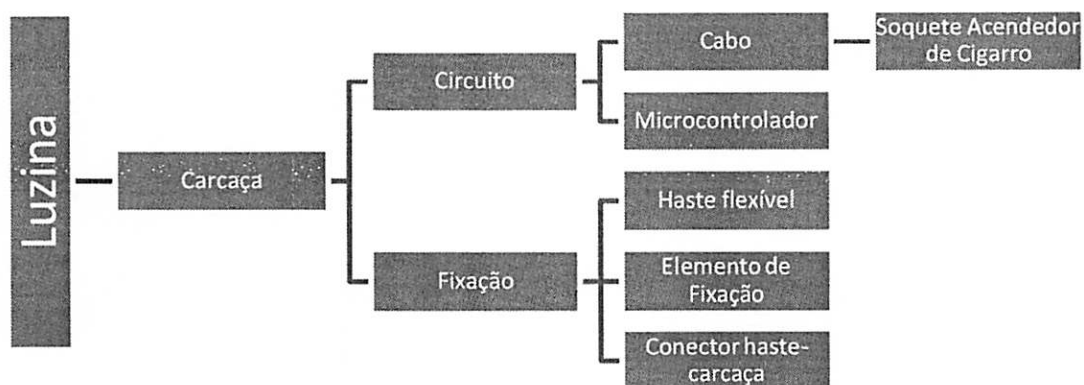 Luzina
Carcaça
Circuito
Cabo
Soquete Acendedor
de Cigarro
Microcontrolador
Fixação
Haste flexível
Elemento de
Fixação
Conector haste-
carcaça